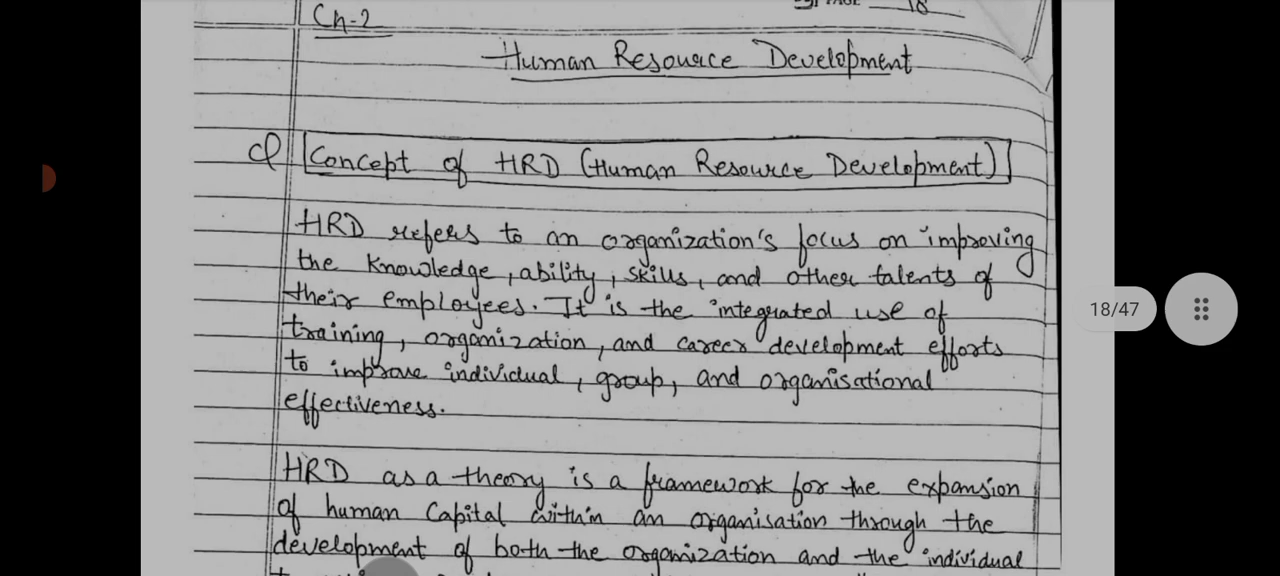 Ch-2
PAGE 18
Human Resource Development
Q Concept of HRD (Human Resource Development)
HRD refers to an organization's focus on improving
the knowledge, ability, skills, and other talents of
their employees. It is the integrated use of
training, organization, and career development efforts
to improve individual, group, and organisational
effectiveness.
18/47
HRD as a theory is a framework for the expansion
of human Capital within an organisation through the
development of both the organization and the individual